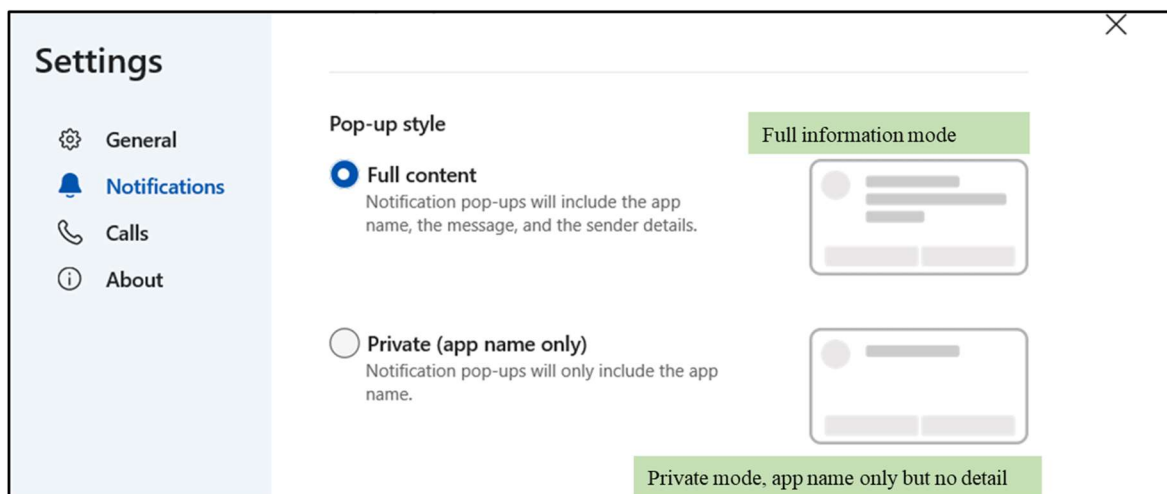 Settings
General
Notifications
Calls
About
Pop-up style
Full information mode
Full content
Notification pop-ups will include the app
name, the message, and the sender details.
Private (app name only)
Notification pop-ups will only include the app
name.
Private mode, app name only but no detail